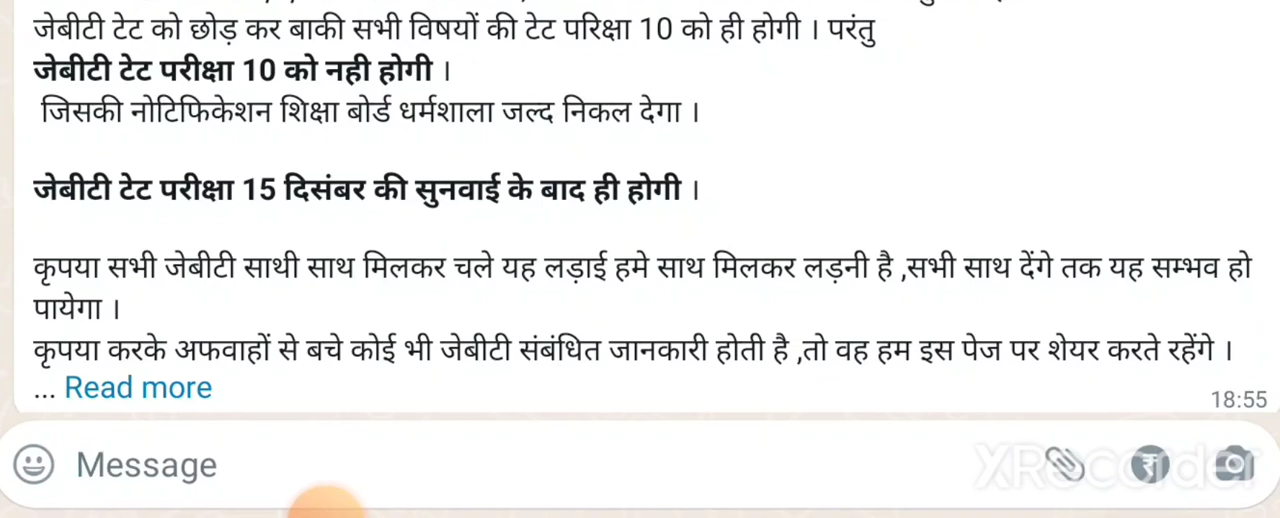 जेबीटी टेट को छोड़ कर बाकी सभी विषयों की टेट परिक्षा 10 को ही होगी । परंतु
जेबीटी टेट परीक्षा 10 को नही होगी ।
जिसकी नोटिफिकेशन शिक्षा बोर्ड धर्मशाला जल्द निकल देगा ।
जेबीटी टेट परीक्षा 15 दिसंबर की सुनवाई के बाद ही होगी ।
कृपया सभी जेबीटी साथी साथ मिलकर चले यह लड़ाई हमे साथ मिलकर लड़नी है ,सभी साथ देंगे तक यह सम्भव हो
पायेगा ।
कृपया करके अफवाहों से बचे कोई भी जेबीटी संबंधित जानकारी होती है ,तो वह हम इस पेज पर शेयर करते रहेंगे ।
... Read more
18:55
Message
XRecorder